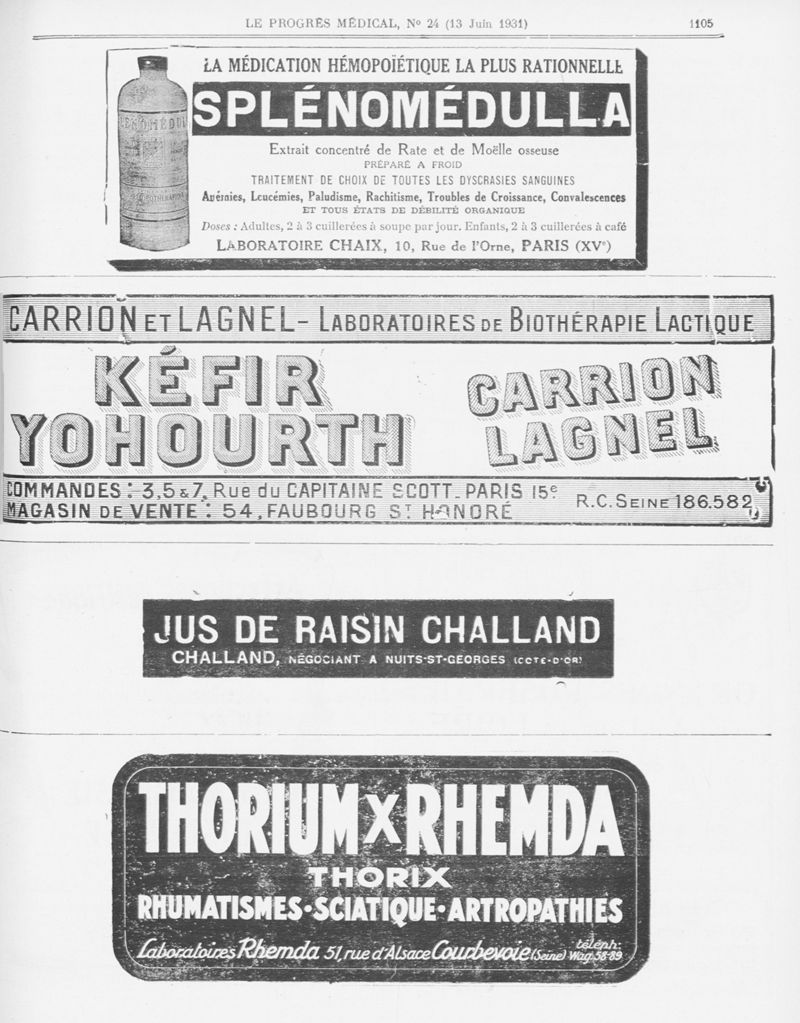 LE PROGRÈS MÉDICAL, Nº 24 (13 Juin 1931)
1105
LA MÉDICATION HÉMOPOÏÉTIQUE LA PLUS RATIONNELLE
SPLÉNOMÉDULLA
Extrait concentré de Rate et de Moëlle osseuse
PRÉPARÉ A FROID
TRAITEMENT DE CHOIX DE TOUTES LES DYSCRASIES SANGUINES
Anémies, Leucémies, Paludisme, Rachitisme, Troubles de Croissance, Convalescences
ET TOUS ÉTATS DE DÉBILITÉ ORGANIQUE
Doses : Adultes, 2 à 3 cuillerées à soupe par jour. Enfants, 2 à 3 cuillerées à café
LABORATOIRE CHAIX, 10, Rue de l'Orne, PARIS (XVe)
CARRION ET LAGNEL – LABORATOIRES DE BIOTHÉRAPIE LACTIQUE
KÉFIR
YOHOURTH
CARRION
LAGNEL
COMMANDES : 3,5 & 7, Rue du CAPITAINE SCOTT_PARIS 15e
MAGASIN DE VENTE : 54, FAUBOURG ST HONORÉ
R.C. SEINE 186.582
JUS DE RAISIN CHALLAND
CHALLAND, NÉGOCIANT A NUITS-ST-GEORGES (COTE-D'OR)
THORIUM X RHEMDA
THORIX
RHUMATISMES·SCIATIQUE·ARTROPATHIES
Laboratoires Rhemda 51, rue d'Alsace Courbevoie (Seine) téléph: Wag. 58-89